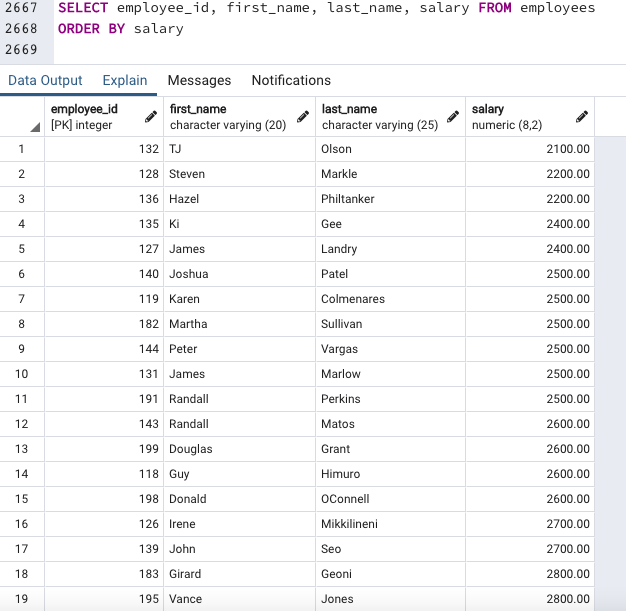 2667 SELECT employee_id, first_name, last_name, salary FROM employees
2668 ORDER BY salary
2669
Data Output Explain Messages Notifications
employee_id first_name last_name salary
[PK] integer character varying (20) character varying (25) numeric (8,2)
1 132 TJ Olson 2100.00
2 128 Steven Markle 2200.00
3 136 Hazel Philtanker 2200.00
4 135 Ki Gee 2400.00
5 127 James Landry 2400.00
6 140 Joshua Patel 2500.00
7 119 Karen Colmenares 2500.00
8 182 Martha Sullivan 2500.00
9 144 Peter Vargas 2500.00
10 131 James Marlow 2500.00
11 191 Randall Perkins 2500.00
12 143 Randall Matos 2600.00
13 199 Douglas Grant 2600.00
14 118 Guy Himuro 2600.00
15 198 Donald OConnell 2600.00
16 126 Irene Mikkilineni 2700.00
17 139 John Seo 2700.00
18 183 Girard Geoni 2800.00
19 195 Vance Jones 2800.00